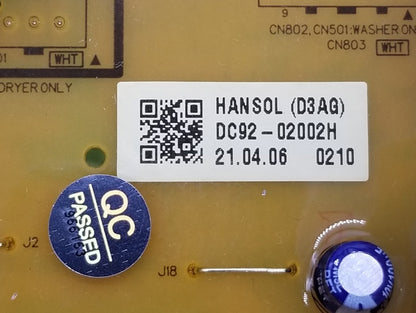 9
CN802, CN501:WASHER ON
CN803 WHT
01 WHT
DRYER ONLY
HANSOL (D3AG)
DC92-02002H
21.04.06 0210
QC
PASSED
J2
J18